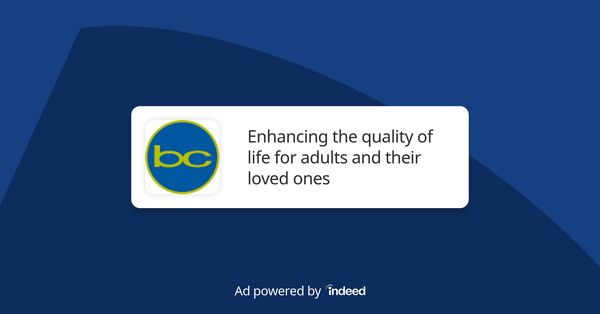 bc
Enhancing the quality of
life for adults and their
loved ones
Ad powered by indeed